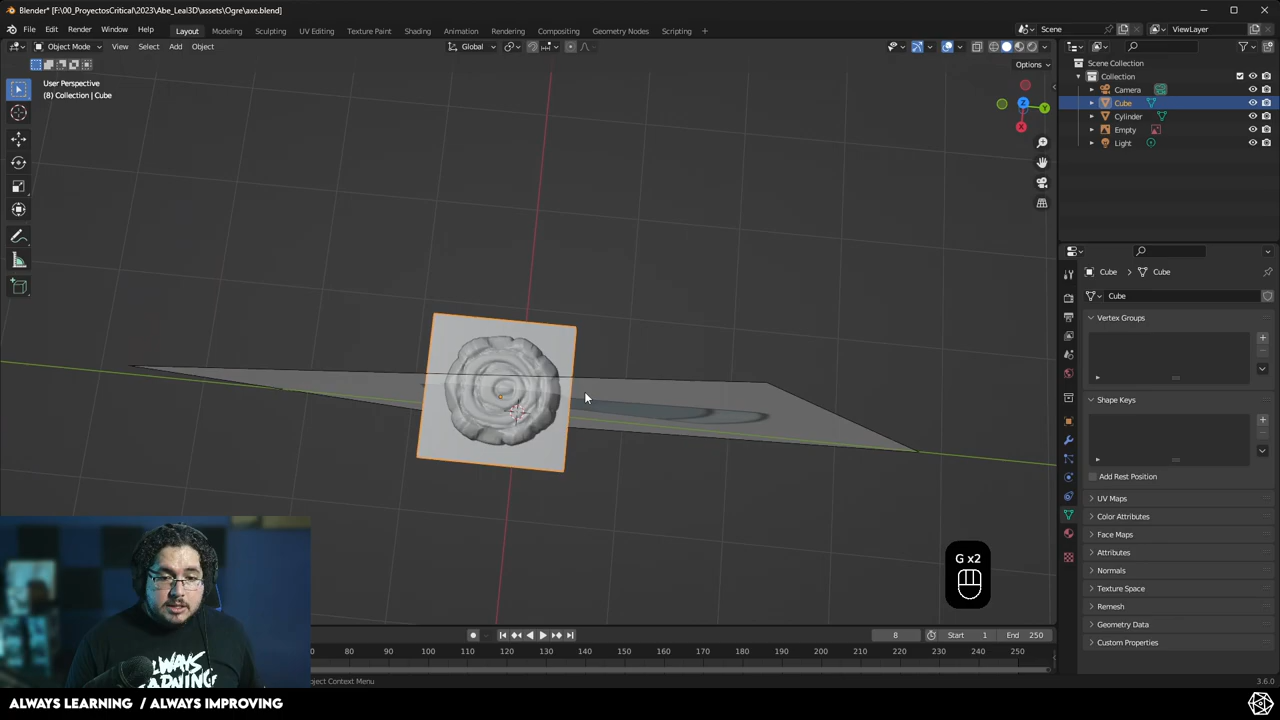 Blender* [F:\00_ProyectosCritical\2023\Abe_Leal3D\assets\Ogre\axe.blend]
File Edit Render Window Help Layout Modeling Sculpting UV Editing Texture Paint Shading Animation Rendering Compositing Geometry Nodes Scripting + Scene ViewLayer
Object Mode View Select Add Object Global
Options
User Perspective
(8) Collection | Cube
Scene Collection
Collection
Camera
Cube
Cylinder
Empty
Light
Z
Y
X
Cube Cube
Cube
Vertex Groups
Shape Keys
Add Rest Position
UV Maps
Color Attributes
Face Maps
Attributes
Normals
Texture Space
Remesh
Geometry Data
Custom Properties
G x2
8 Start 1 End 250
80 90 100 110 120 130 140 150 160 170 180 190 200 210 220 230 240 250
oject Context Menu
3.6.0
ALWAYS
LEARNING
ALWAYS LEARNING / ALWAYS IMPROVING